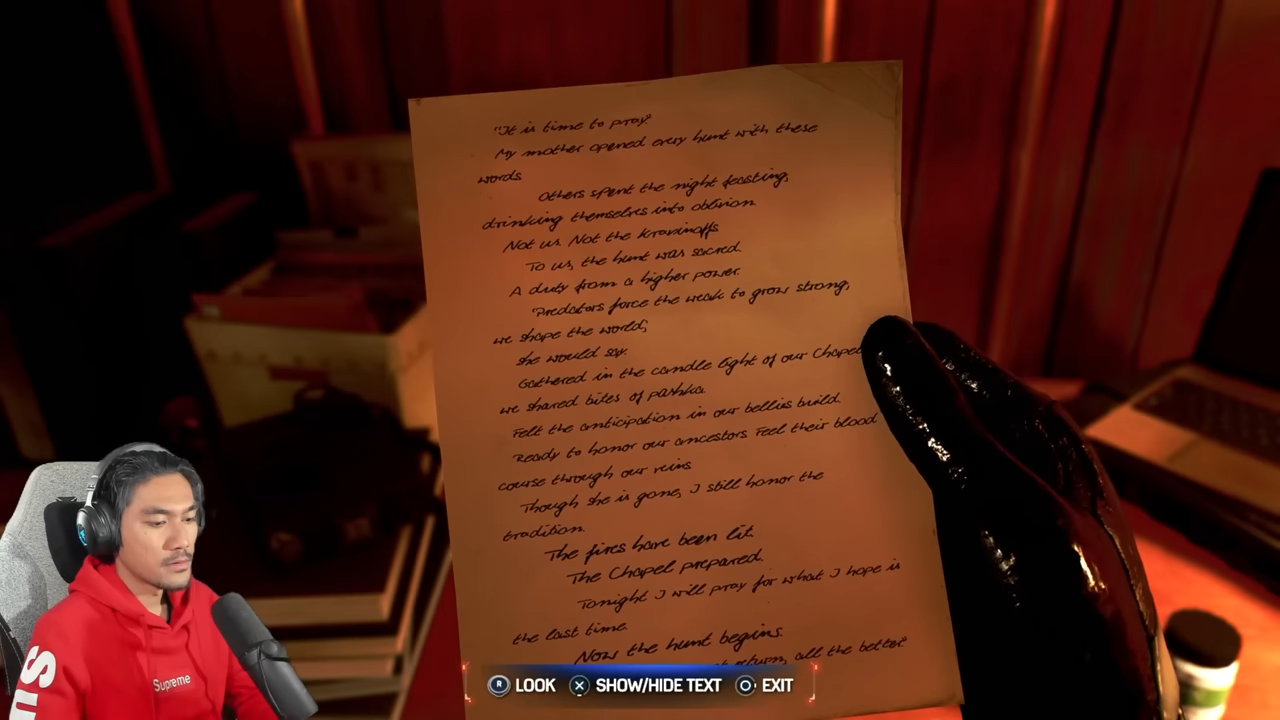 "It is time to pray."
My mother opened every hunt with these
words.
Others spent the night feasting,
drinking themselves into oblivion.
Not us. Not the Kravinoffs
To us, the hunt was sacred.
A duty from a higher power.
"Predators force the weak to grow strong,
we shape the world,"
she would say.
Gathered in the candle light of our Chapel
we shared bites of pashka.
Felt the anticipation in our bellies build.
Ready to honor our ancestors. Feel their blood
course through our veins
Though she is gone, I still honor the
tradition.
The fires have been lit.
The Chapel prepared.
Tonight I will pray for what I hope is
the last time.
Now the hunt begins.
return, all the better"
R LOOK X SHOW/HIDE TEXT O EXIT
Supreme
Su